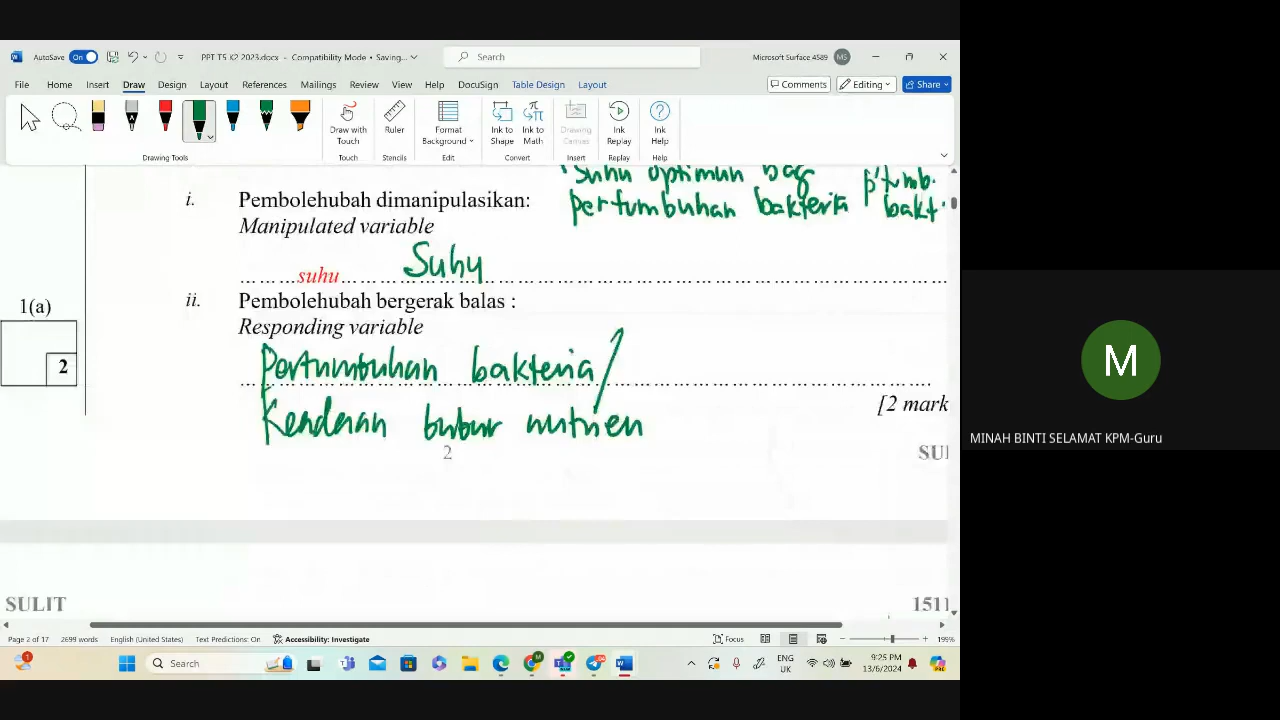 AutoSave On PPT T5 K2 2023.docx - Compatibility Mode • Saving... Search Microsoft Surface 4589 MS
File Home Insert Draw Design Layout References Mailings Review View Help DocuSign Table Design Layout Comments Editing Share
Draw with Touch Ruler Format Background Ink to Shape Ink to Math Drawing Canvas Ink Replay Ink Help
Drawing Tools Touch Stencils Edit Convert Insert Replay Help
Suhu optimum bag p'tumb.
i. Pembolehubah dimanipulasikan: pertumbuhan bakteria bakt.
Manipulated variable
suhu Suhu
1(a) ii. Pembolehubah bergerak balas :
Responding variable
2 Pertumbuhan bakteria /
[2 mark
Keadaan bubur nutrien
2 SUI
SULIT 1511
Page 2 of 17 2699 words English (United States) Text Predictions: On Accessibility: Investigate Focus 199%
1 Search ENG UK 9:25 PM 13/6/2024
M
MINAH BINTI SELAMAT KPM-Guru